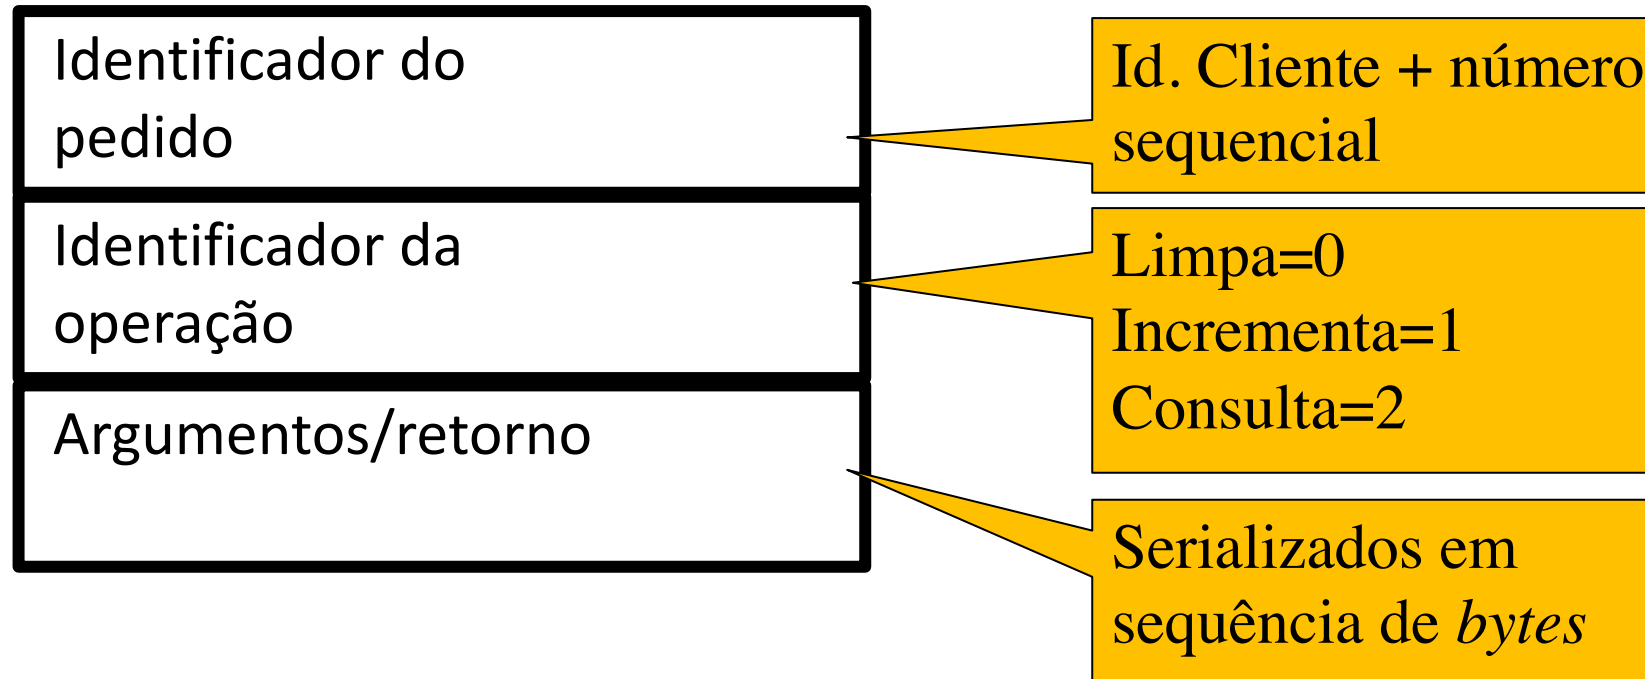 Identificador do
pedido
Id. Cliente + número
sequencial
Identificador da
operação
Limpa=0
Incrementa=1
Consulta=2
Argumentos/retorno
Serializados em
sequência de bytes